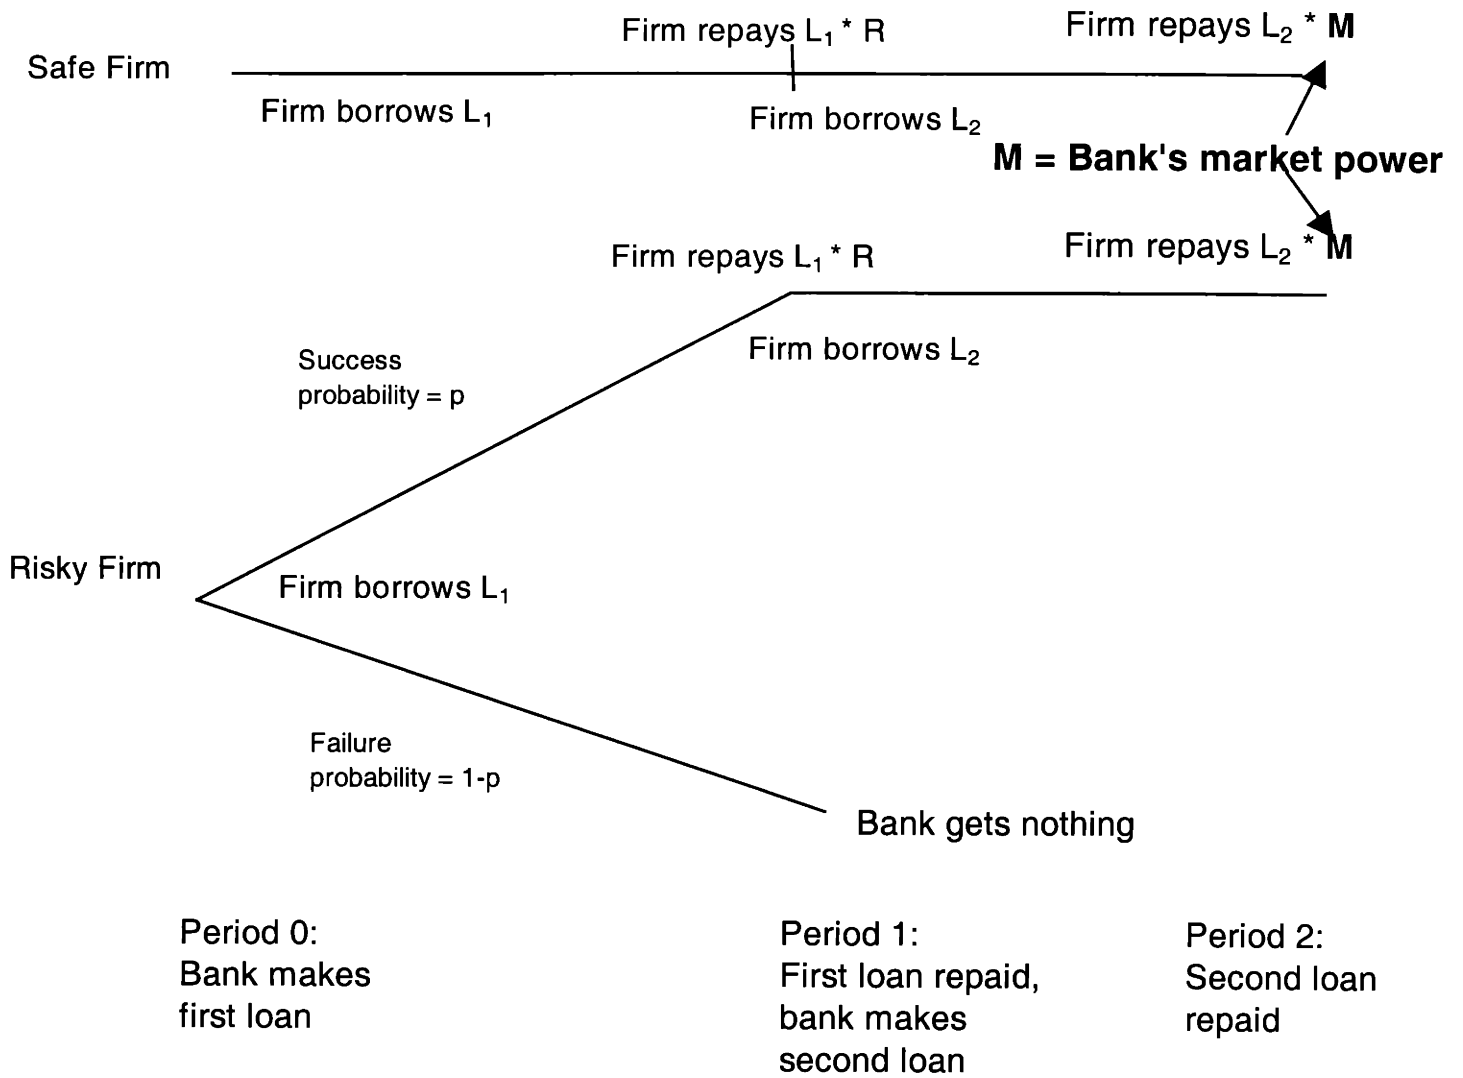 Firm repays L₁ * R
Firm repays L₂ * M
Safe Firm
Firm borrows L₁
Firm borrows L₂
M = Bank's market power
Firm repays L₁ * R
Firm repays L₂ * M
Success
probability = p
Firm borrows L₂
Risky Firm
Firm borrows L₁
Failure
probability = 1-p
Bank gets nothing
Period 0:
Bank makes
first loan
Period 1:
First loan repaid,
bank makes
second loan
Period 2:
Second loan
repaid